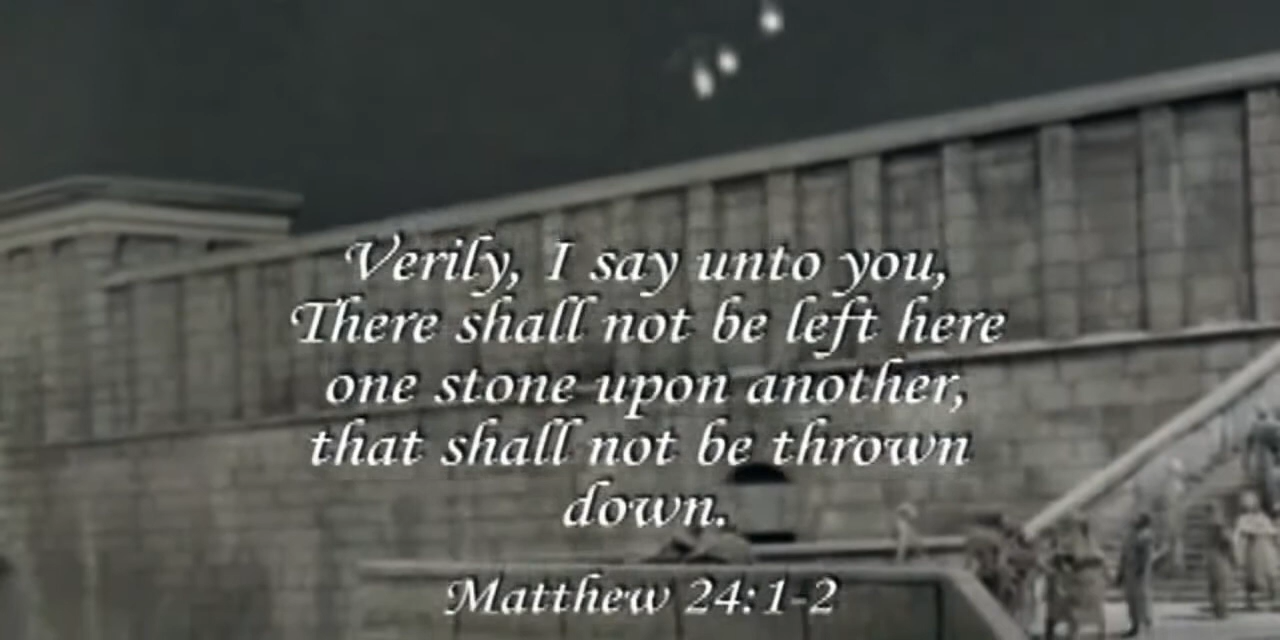 Verily, I say unto you,
There shall not be left here
one stone upon another,
that shall not be thrown
down.
Matthew 24:1-2